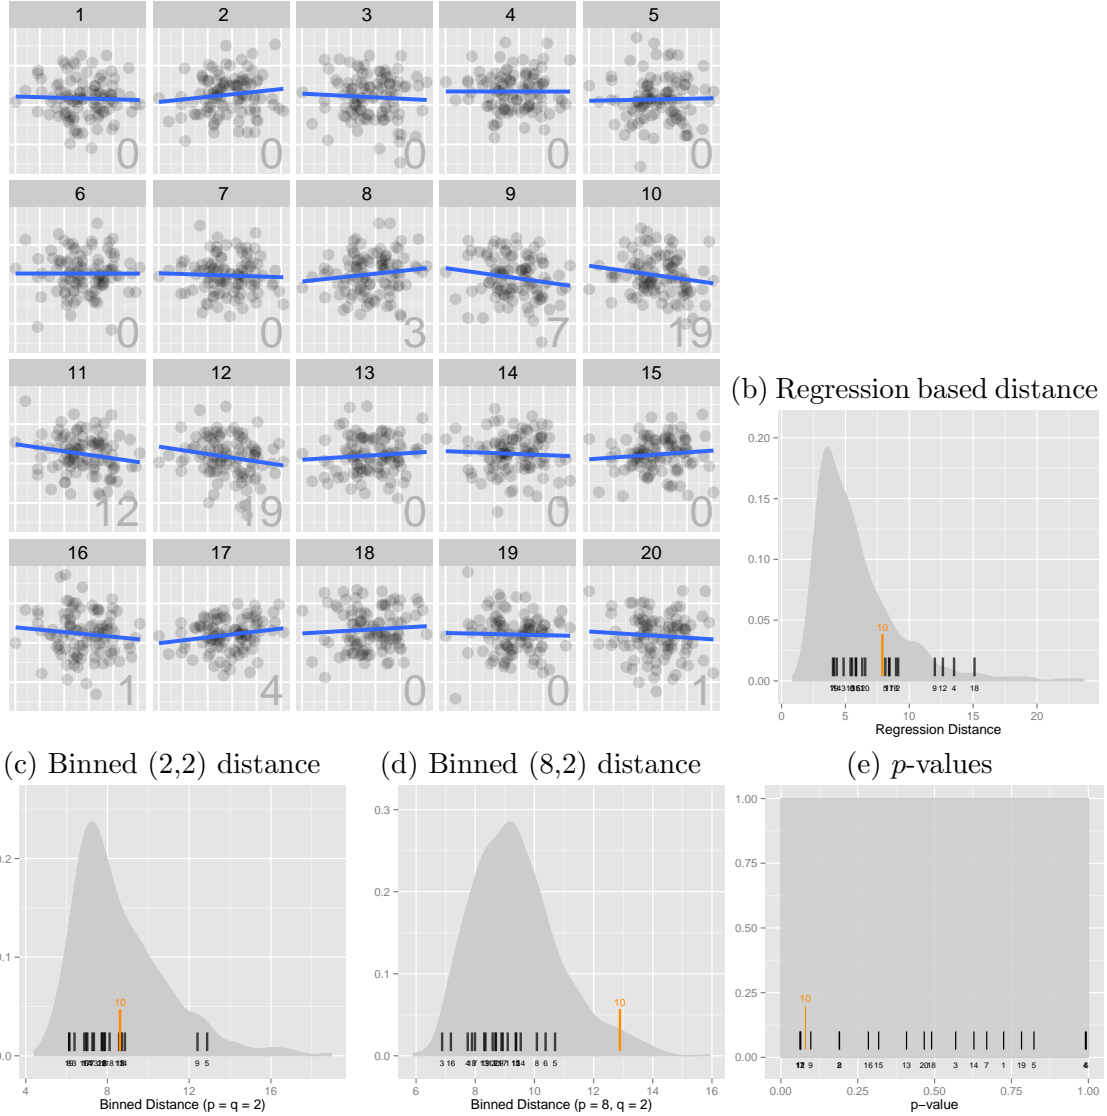 1 2 3 4 5
0 0 0 0 0
6 7 8 9 10
0 0 3 7 19
11 12 13 14 15
12 19 0 0 0
16 17 18 19 20
1 4 0 0 1
(b) Regression based distance
0.20
0.15
0.10
0.05
0.00
10
9 12 4 18
0 5 10 15 20
Regression Distance
(c) Binned (2,2) distance
0.2
0.1
0.0
10
9 5
4 8 12 16
Binned Distance (p = q = 2)
(d) Binned (8,2) distance
0.3
0.2
0.1
0.0
10
3 16
8 6 5
6 8 10 12 14 16
Binned Distance (p = 8, q = 2)
(e) p-values
1.00
0.75
0.50
0.25
0.00
10
9 16 15 13 20 19 3 14 7 1 19 5
0.00 0.25 0.50 0.75 1.00
p-value